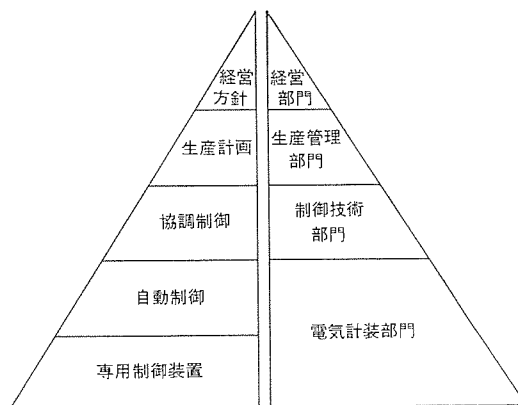 経営
方針
経営
部門
生産計画
生産管理
部門
協調制御
制御技術
部門
自動制御
電気計装部門
専用制御装置